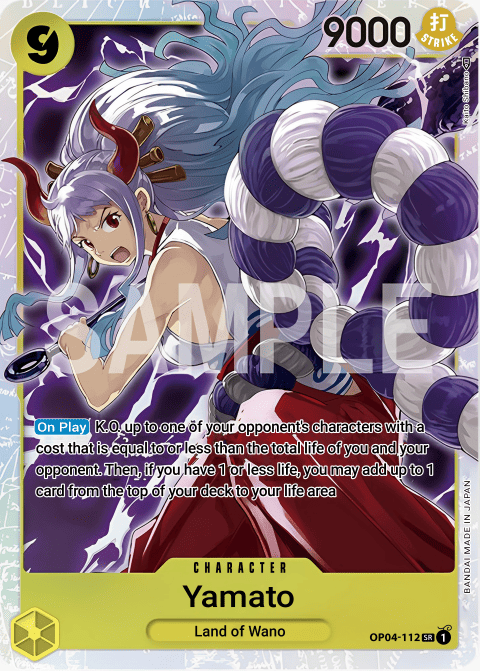 9
9000
打
STRIKE
SAMPLE
On Play K.O. up to one of your opponent's characters with a
cost that is equal to or less than the total life of you and your
opponent. Then, if you have 1 or less life, you may add up to 1
card from the top of your deck to your life area
BANDAI MADE IN JAPAN
CHARACTER
Yamato
Land of Wano
OP04-112 SR 1